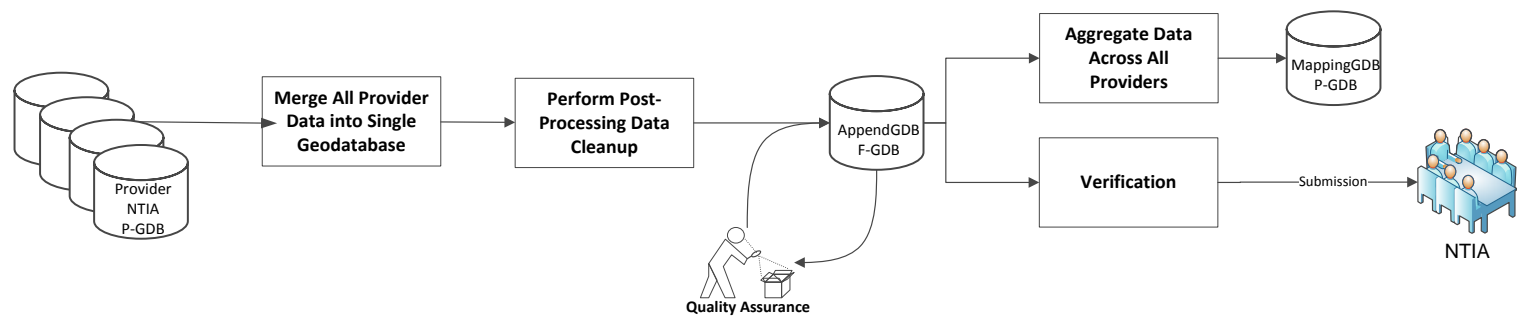 Provider
NTIA
P-GDB
Merge All Provider
Data into Single
Geodatabase
Perform Post-
Processing Data
Cleanup
AppendGDB
F-GDB
Quality Assurance
Aggregate Data
Across All
Providers
MappingGDB
P-GDB
Verification
Submission
NTIA